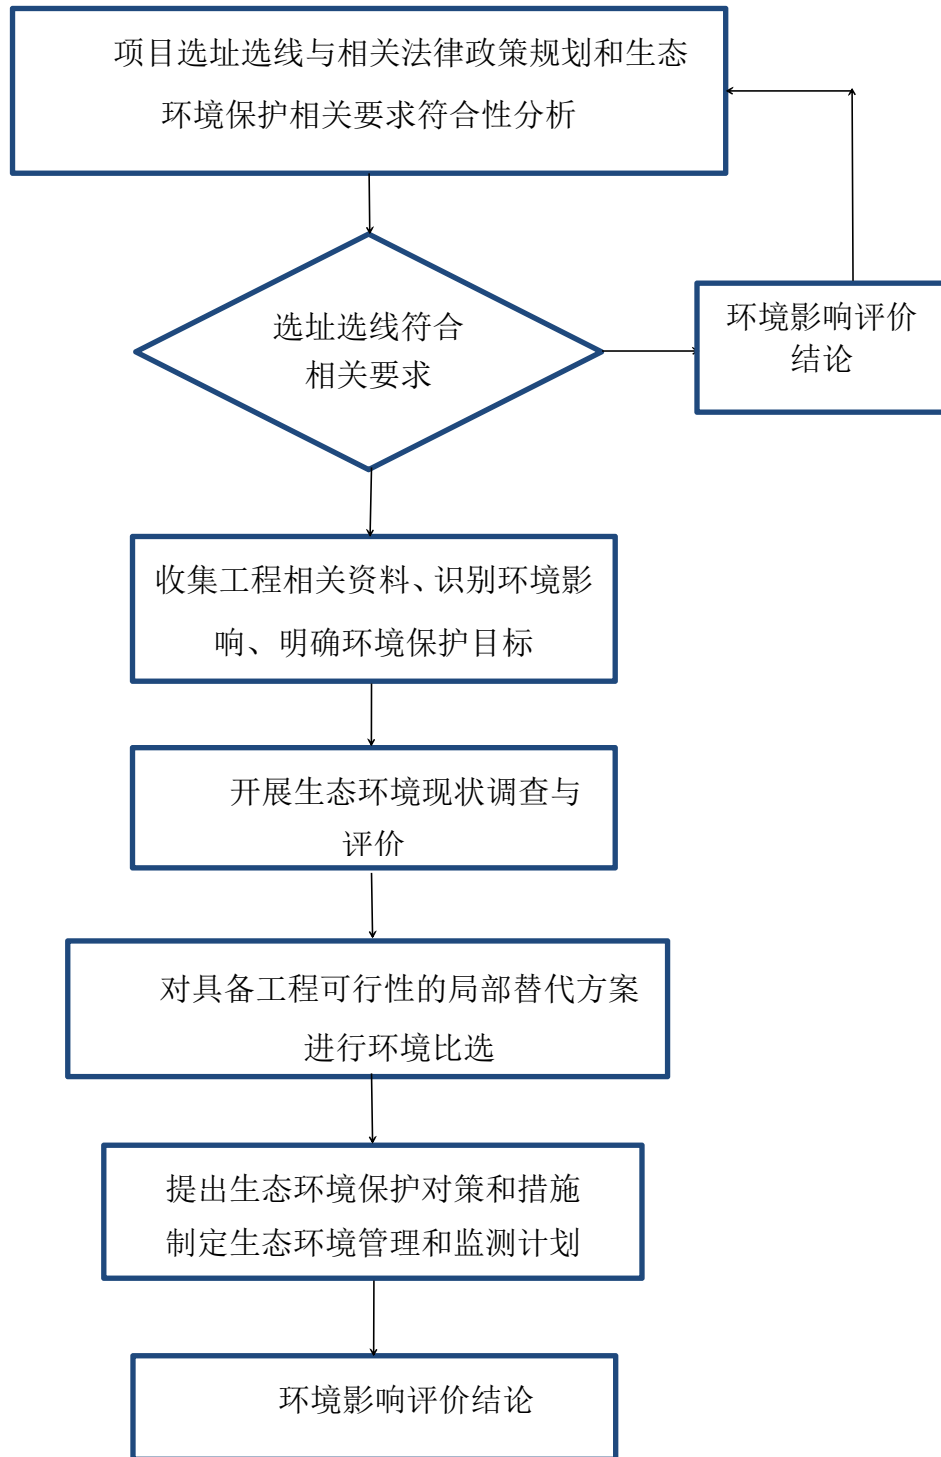 项目选址选线与相关法律政策规划和生态
环境保护相关要求符合性分析
选址选线符合
相关要求
环境影响评价
结论
收集工程相关资料、识别环境影
响、明确环境保护目标
开展生态环境现状调查与
评价
对具备工程可行性的局部替代方案
进行环境比选
提出生态环境保护对策和措施
制定生态环境管理和监测计划
环境影响评价结论